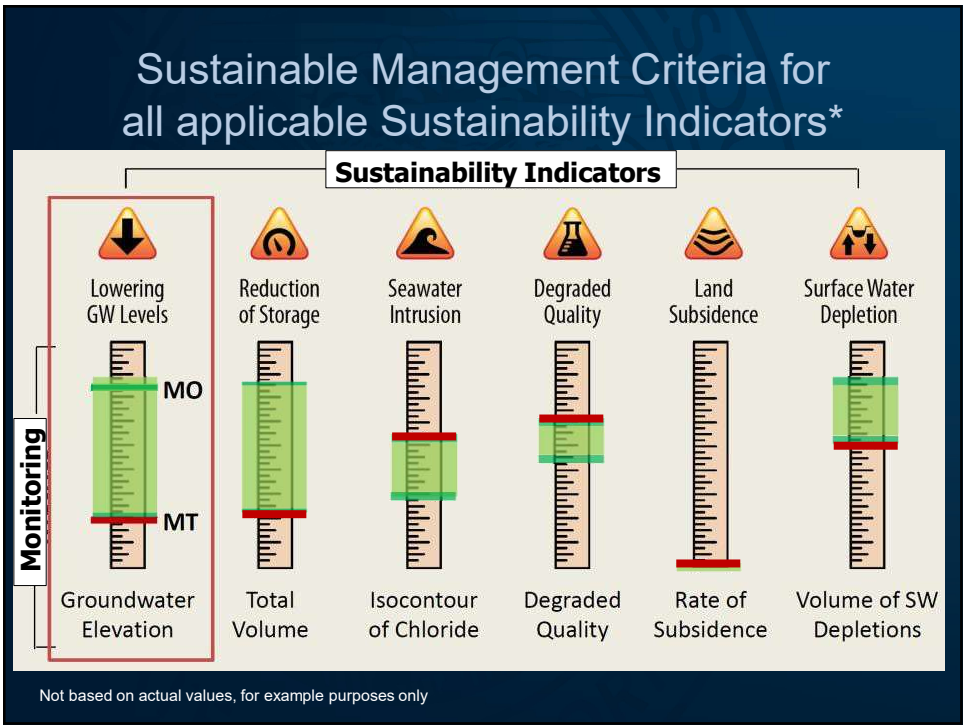 Sustainable Management Criteria for
all applicable Sustainability Indicators*
Sustainability Indicators
Lowering
GW Levels
Reduction
of Storage
Seawater
Intrusion
Degraded
Quality
Land
Subsidence
Surface Water
Depletion
Monitoring
MO
MT
Groundwater
Elevation
Total
Volume
Isocontour
of Chloride
Degraded
Quality
Rate of
Subsidence
Volume of SW
Depletions
Not based on actual values, for example purposes only